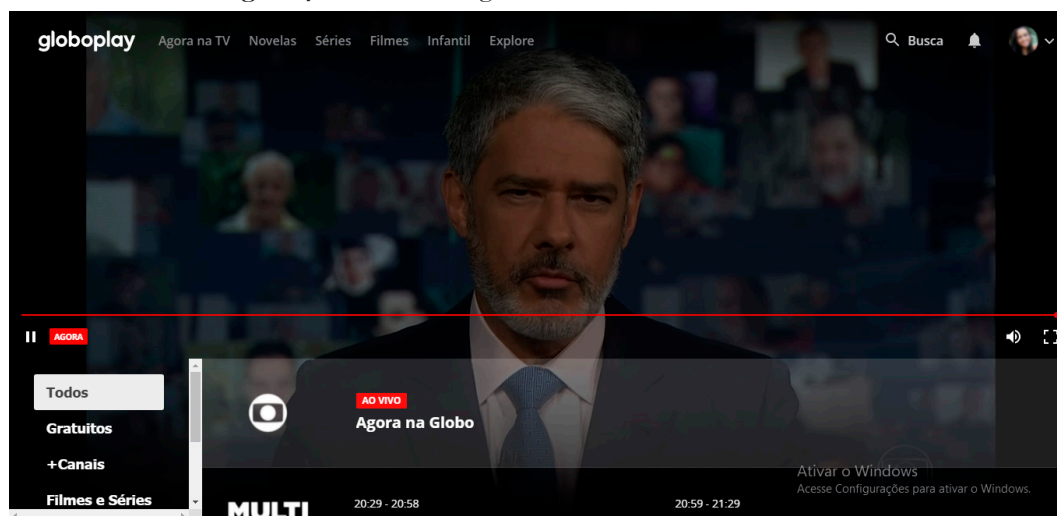 globoplay Agora na TV Novelas Séries Filmes Infantil Explore Busca
AGORA
Todos
AO VIVO
Agora na Globo
Gratuitos
+Canais
Ativar o Windows
Acesse Configurações para ativar o Windows.
Filmes e Séries
MULTI
20:29 - 20:58 20:59 - 21:29